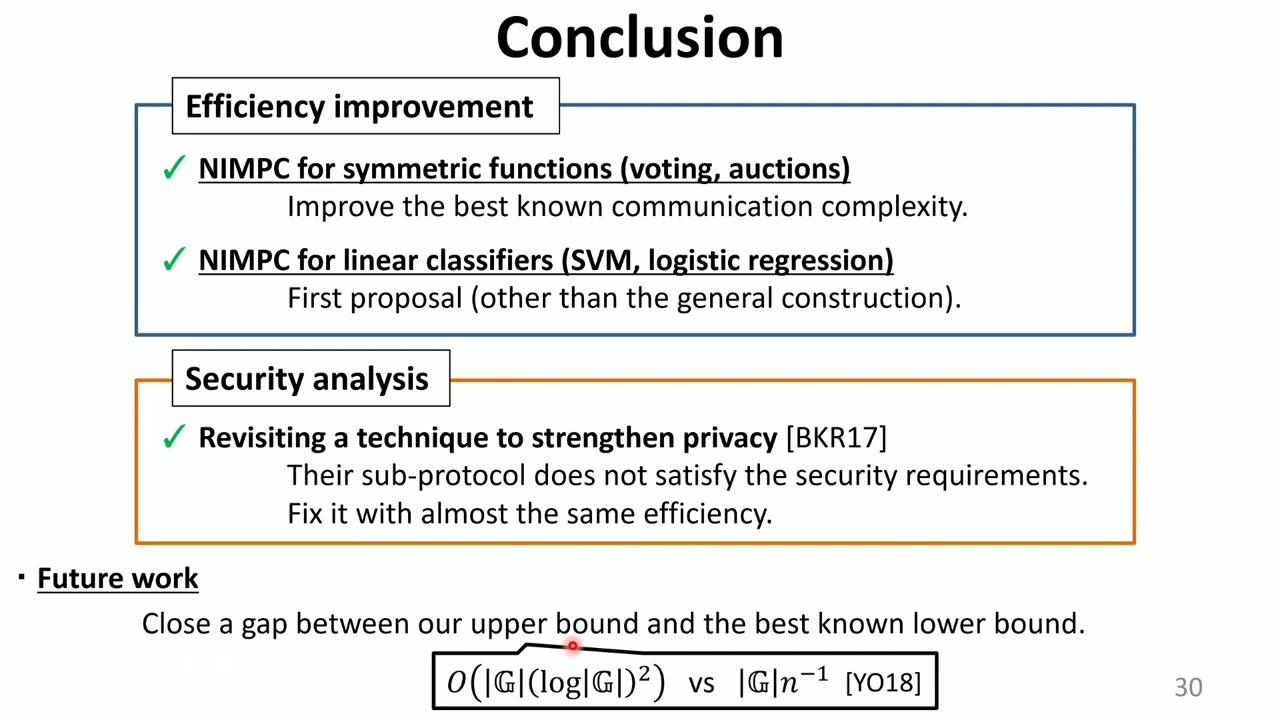 Conclusion
Efficiency improvement
✓ NIMPC for symmetric functions (voting, auctions)
Improve the best known communication complexity.
✓ NIMPC for linear classifiers (SVM, logistic regression)
First proposal (other than the general construction).
Security analysis
✓ Revisiting a technique to strengthen privacy [BKR17]
Their sub-protocol does not satisfy the security requirements.
Fix it with almost the same efficiency.
・Future work
Close a gap between our upper bound and the best known lower bound.
𝑂(|𝔾|(log|𝔾|)²) vs |𝔾|𝑛⁻¹ [YO18]
30